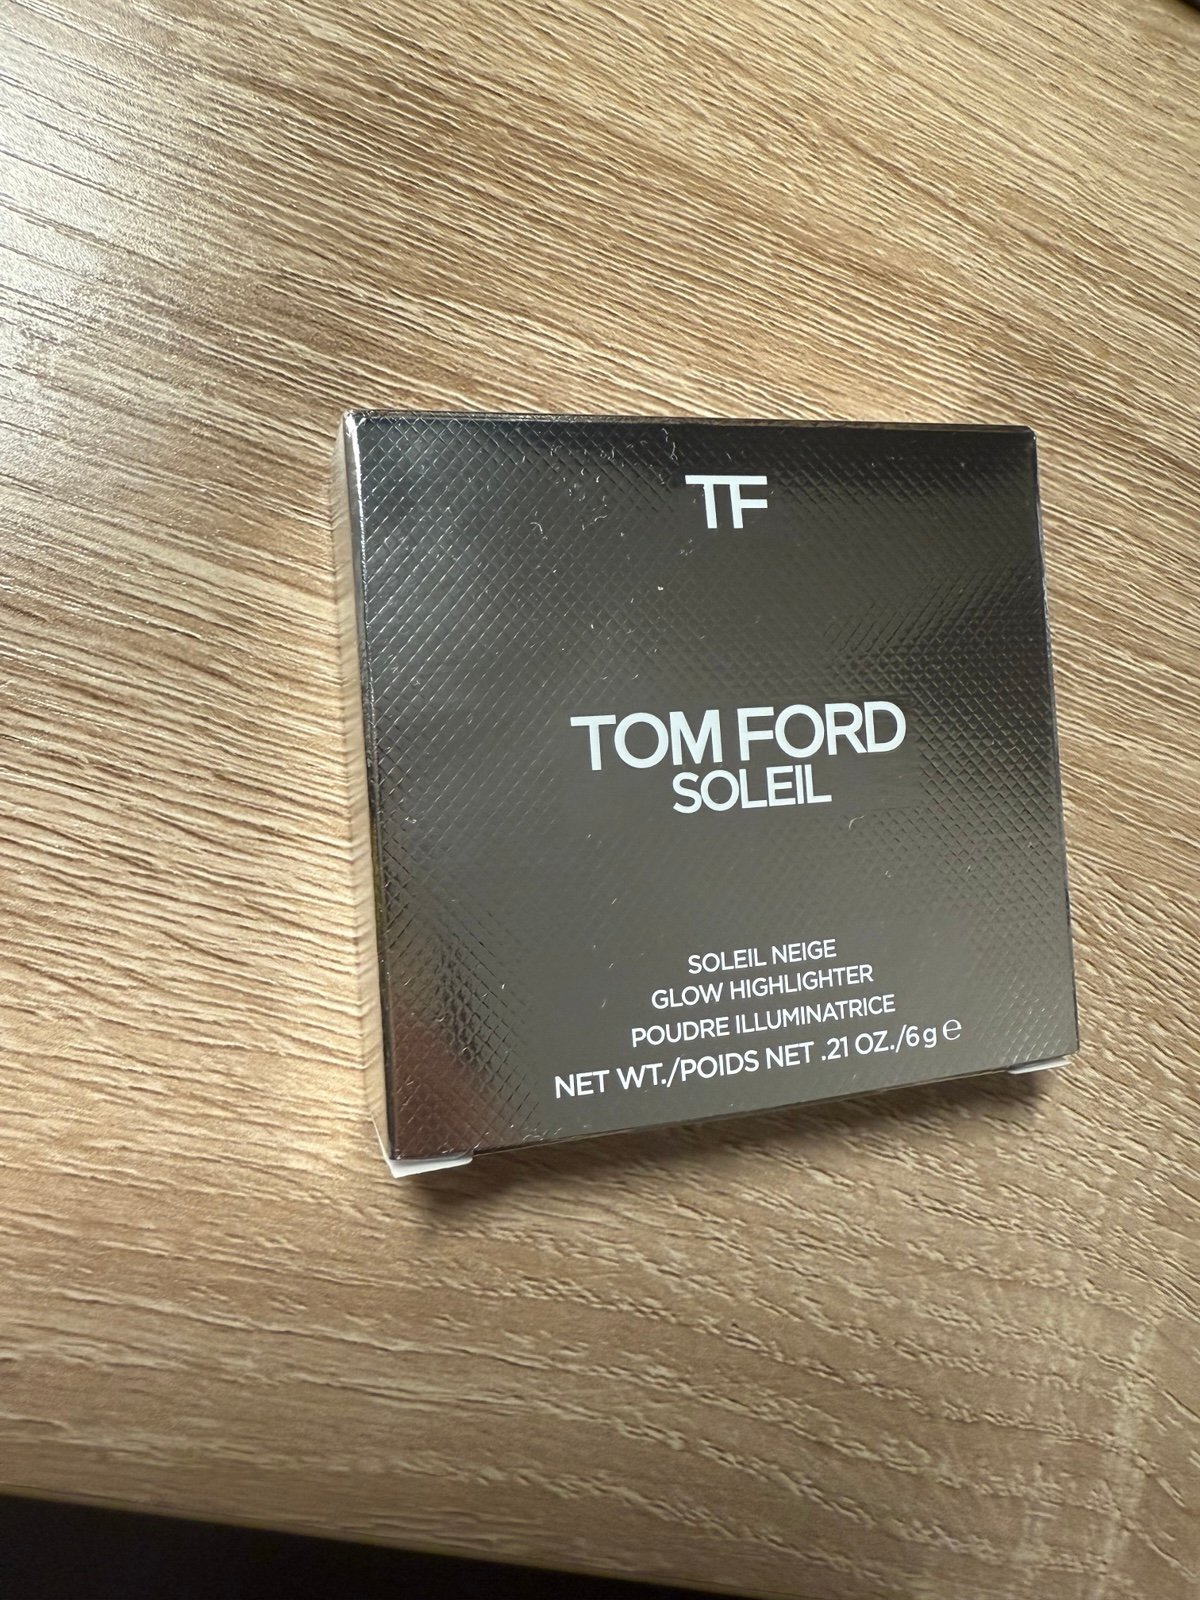 TF
TOM FORD
SOLEIL
SOLEIL NEIGE
GLOW HIGHLIGHTER
POUDRE ILLUMINATRICE
NET WT./POIDS NET .21 OZ./6 g ℮